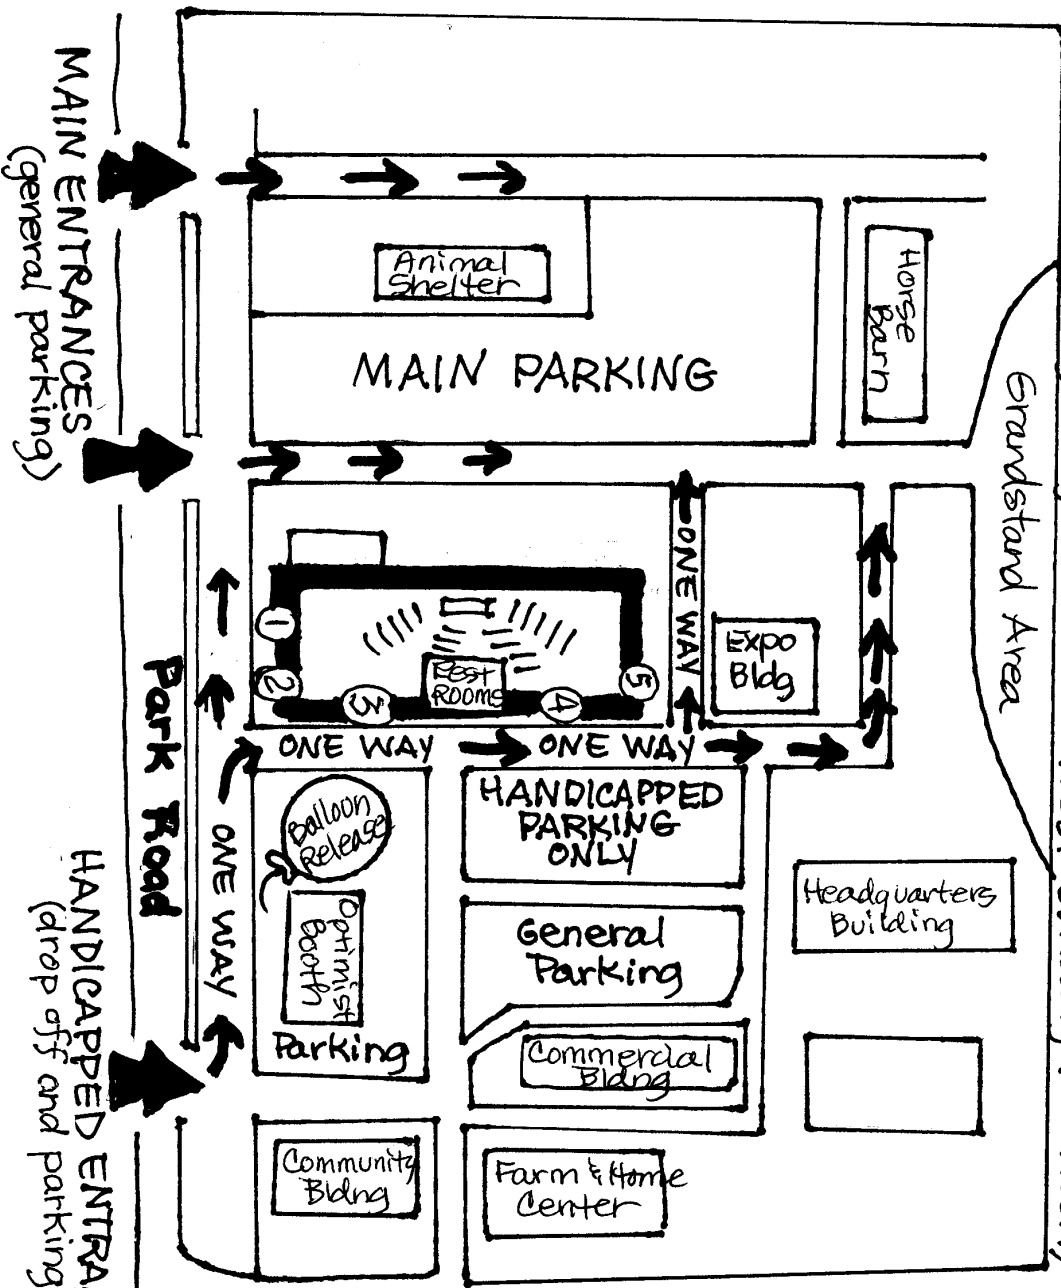 MAIN ENTRANCES
(general parking)
Animal
Shelter
Horse
Barn
MAIN PARKING
Grandstand Area
ONE WAY
1
2
3
4
5
Rest
Rooms
Expo
Bldg
Park Road
ONE WAY
ONE WAY
ONE WAY
HANDICAPPED
PARKING
ONLY
Balloon
Release
Optimist
Booth
Parking
General
Parking
Headquarters
Building
Commercial
Bldng
HANDICAPPED ENTRA
(drop off and parking
Community
Bldng
Farm & Home
Center